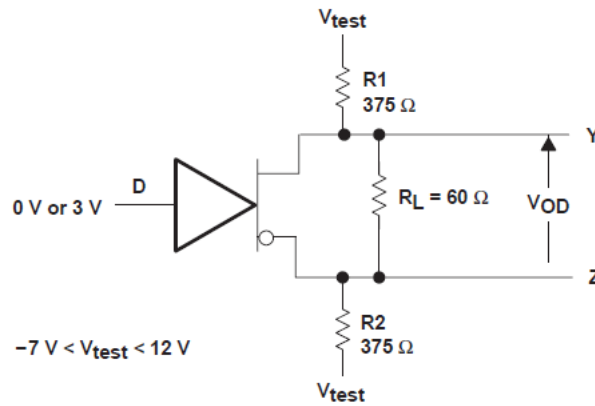 Vtest
R1
375 Ω
Y
D
0 V or 3 V
RL = 60 Ω
VOD
Z
R2
375 Ω
−7 V < Vtest < 12 V
Vtest